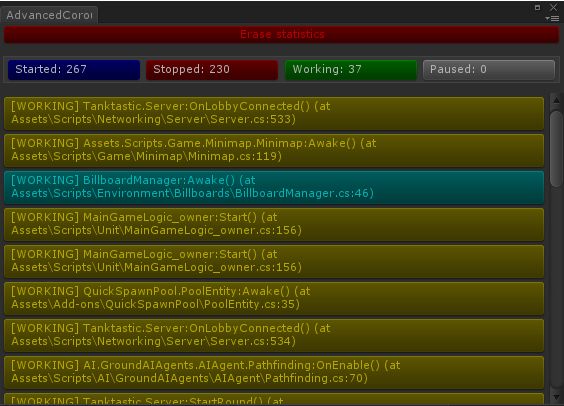 AdvancedCorou
Erase statistics
Started: 267
Stopped: 230
Working: 37
Paused: 0
[WORKING] Tanktastic.Server:OnLobbyConnected() (at
Assets\Scripts\Networking\Server\Server.cs:533)
[WORKING] Assets.Scripts.Game.Minimap.Minimap:Awake() (at
Assets\Scripts\Game\Minimap\Minimap.cs:119)
[WORKING] BillboardManager:Awake() (at
Assets\Scripts\Environment\Billboards\BillboardManager.cs:46)
[WORKING] MainGameLogic_owner:Start() (at
Assets\Scripts\Unit\MainGameLogic_owner.cs:156)
[WORKING] MainGameLogic_owner:Start() (at
Assets\Scripts\Unit\MainGameLogic_owner.cs:156)
[WORKING] QuickSpawnPool.PoolEntity:Awake() (at
Assets\Add-ons\QuickSpawnPool\PoolEntity.cs:35)
[WORKING] Tanktastic.Server:OnLobbyConnected() (at
Assets\Scripts\Networking\Server\Server.cs:534)
[WORKING] AI.GroundAIAgents.AIAgent.Pathfinding:OnEnable() (at
Assets\Scripts\AI\GroundAIAgents\AIAgent\Pathfinding.cs:70)
[WORKING] Tanktastic.Server:StartRound() (at